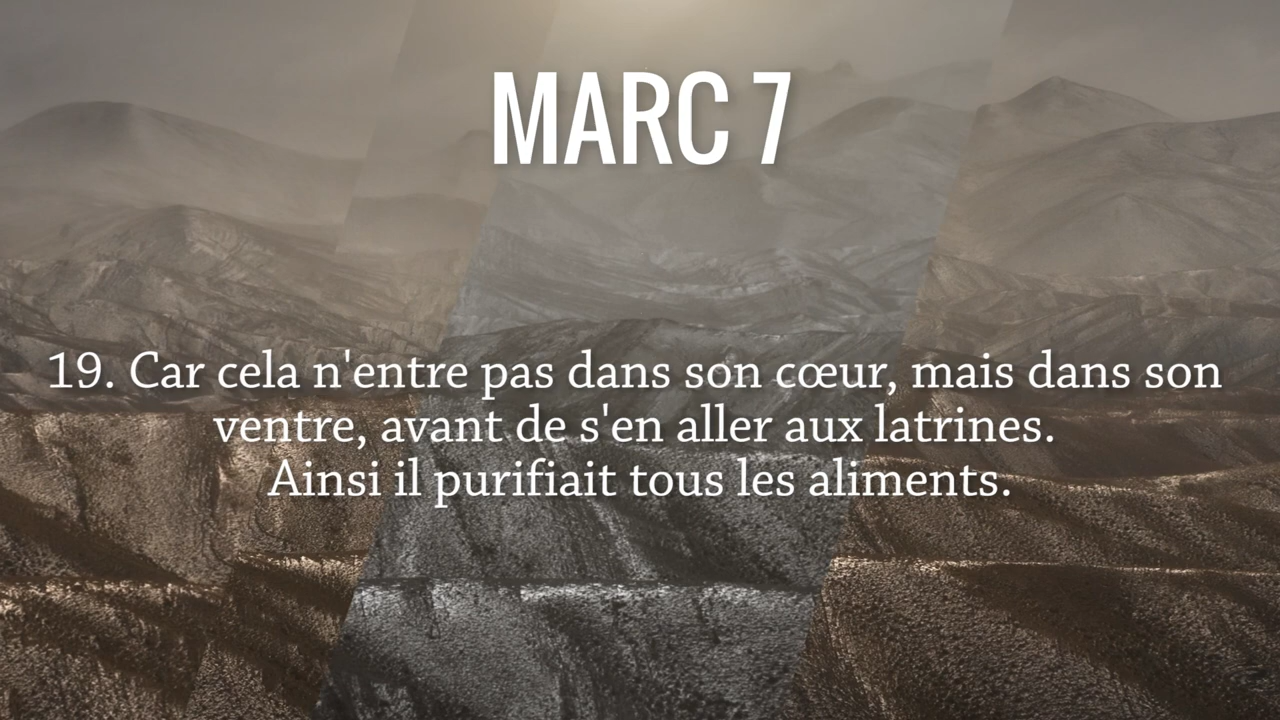 MARC 7
19. Car cela n'entre pas dans son cœur, mais dans son
ventre, avant de s'en aller aux latrines.
Ainsi il purifiait tous les aliments.